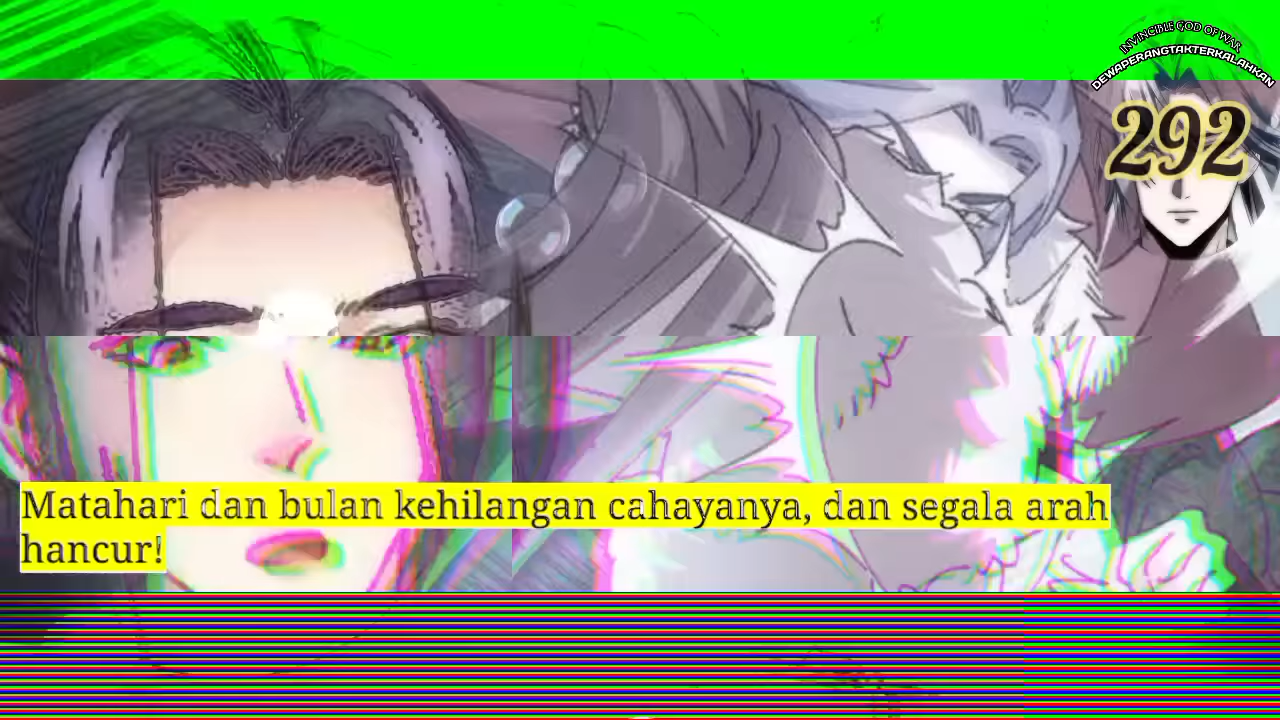 INVINCIBLE GOD OF WAR
DEWAPERANGTAKTERKALAHKAN
292
Matahari dan bulan kehilangan cahayanya, dan segala arah
hancur!